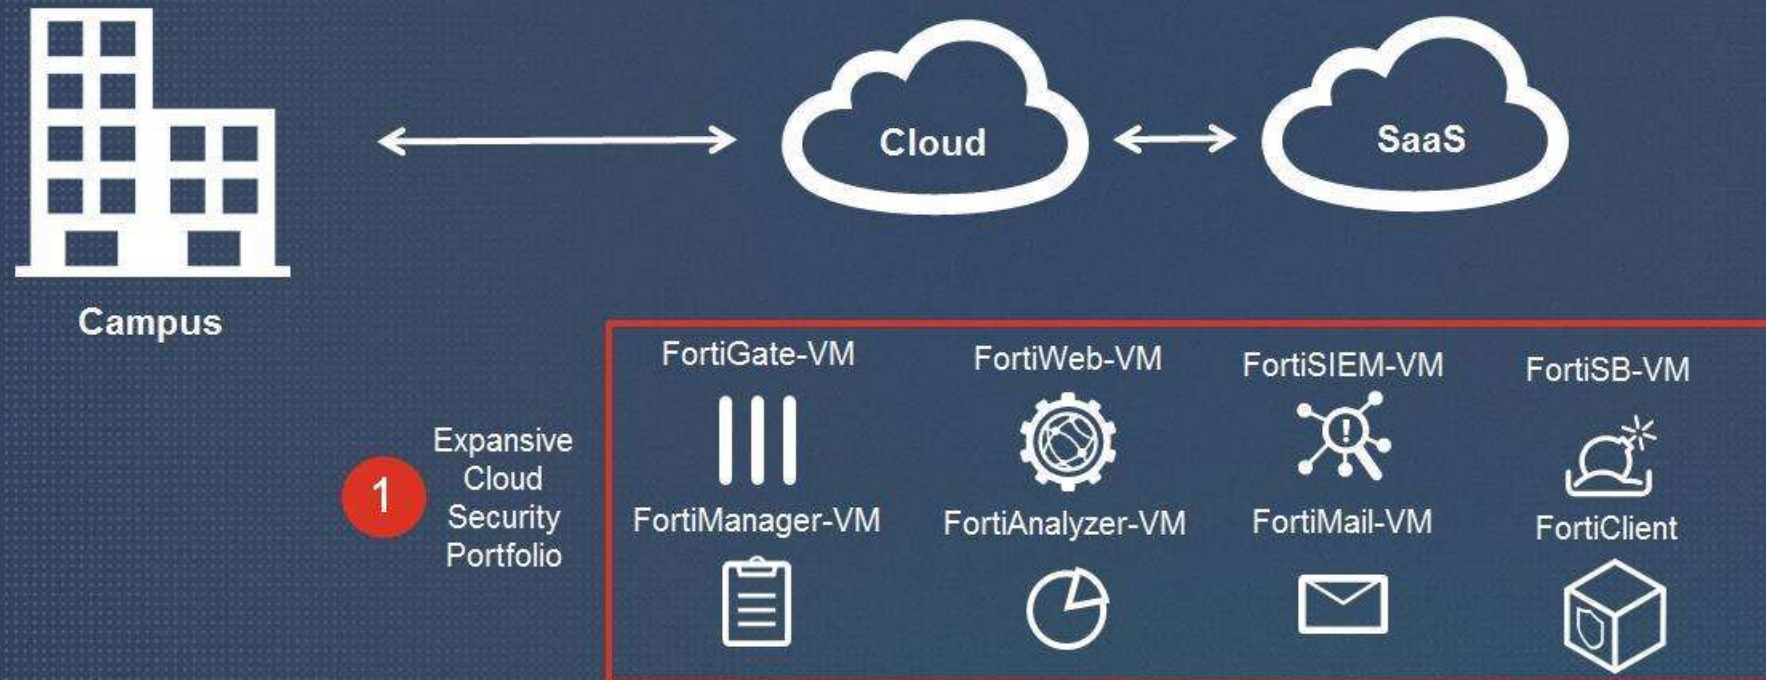 Cloud
SaaS
Campus
FortiGate-VM
FortiWeb-VM
FortiSIEM-VM
FortiSB-VM
1
Expansive
Cloud
Security
Portfolio
FortiManager-VM
FortiAnalyzer-VM
FortiMail-VM
FortiClient